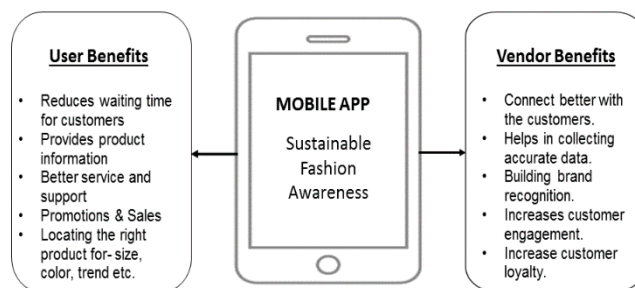 User Benefits
• Reduces waiting time
for customers
• Provides product
information
• Better service and
support
• Promotions & Sales
• Locating the right
product for- size,
color, trend etc.
MOBILE APP
Sustainable
Fashion
Awareness
Vendor Benefits
• Connect better with
the customers.
• Helps in collecting
accurate data.
• Building brand
recognition.
• Increases customer
engagement.
• Increase customer
loyalty.